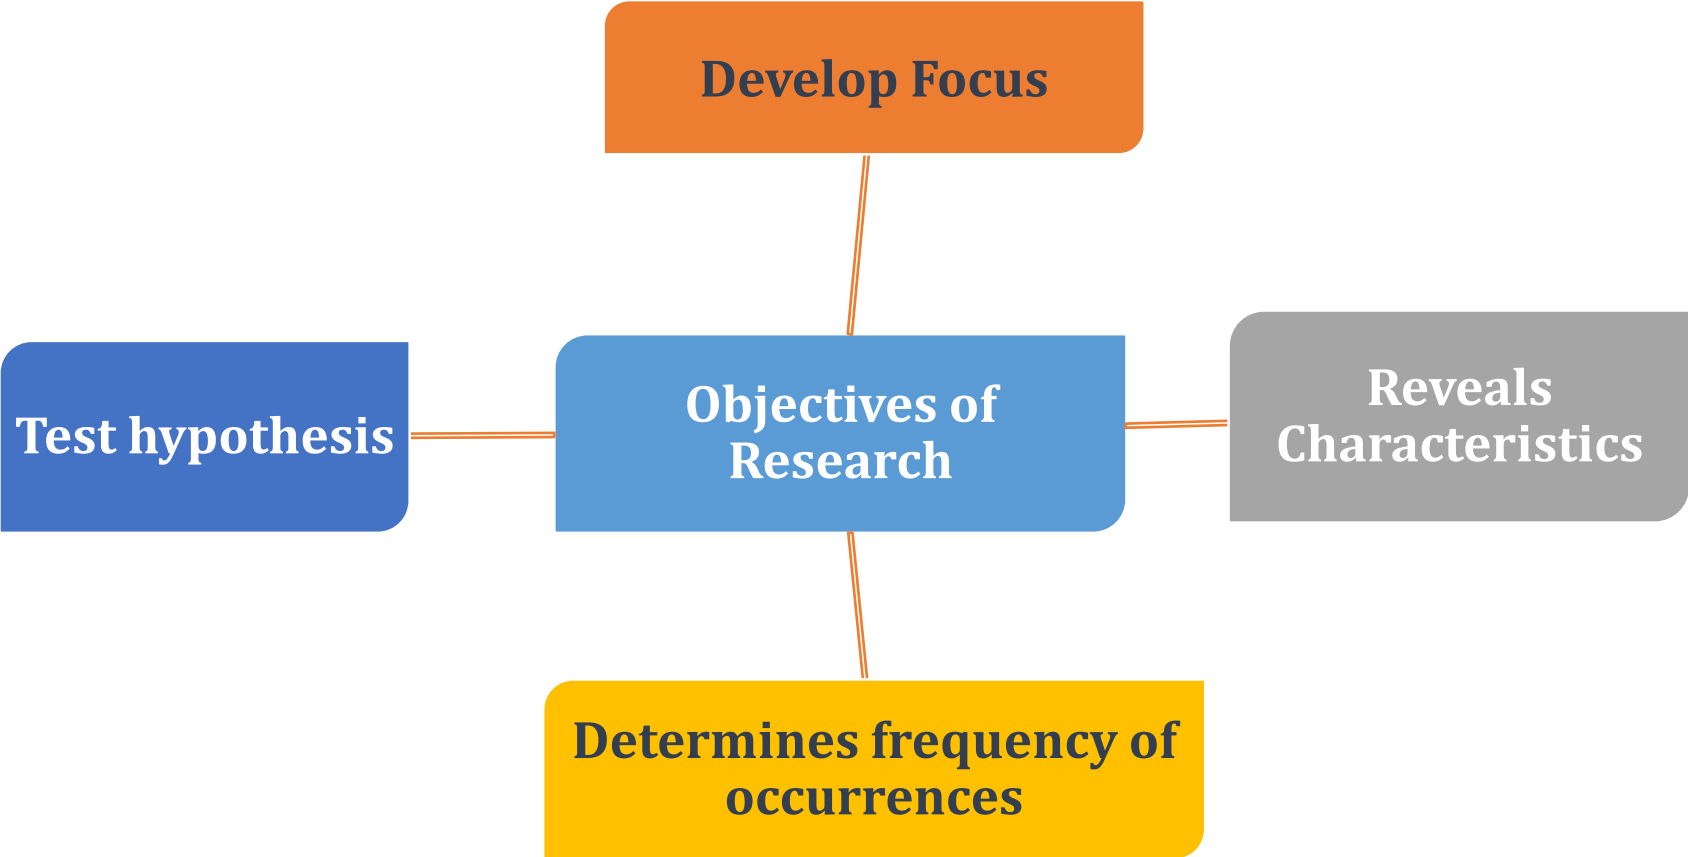 Develop Focus
Test hypothesis
Objectives of
Research
Reveals
Characteristics
Determines frequency of
occurrences